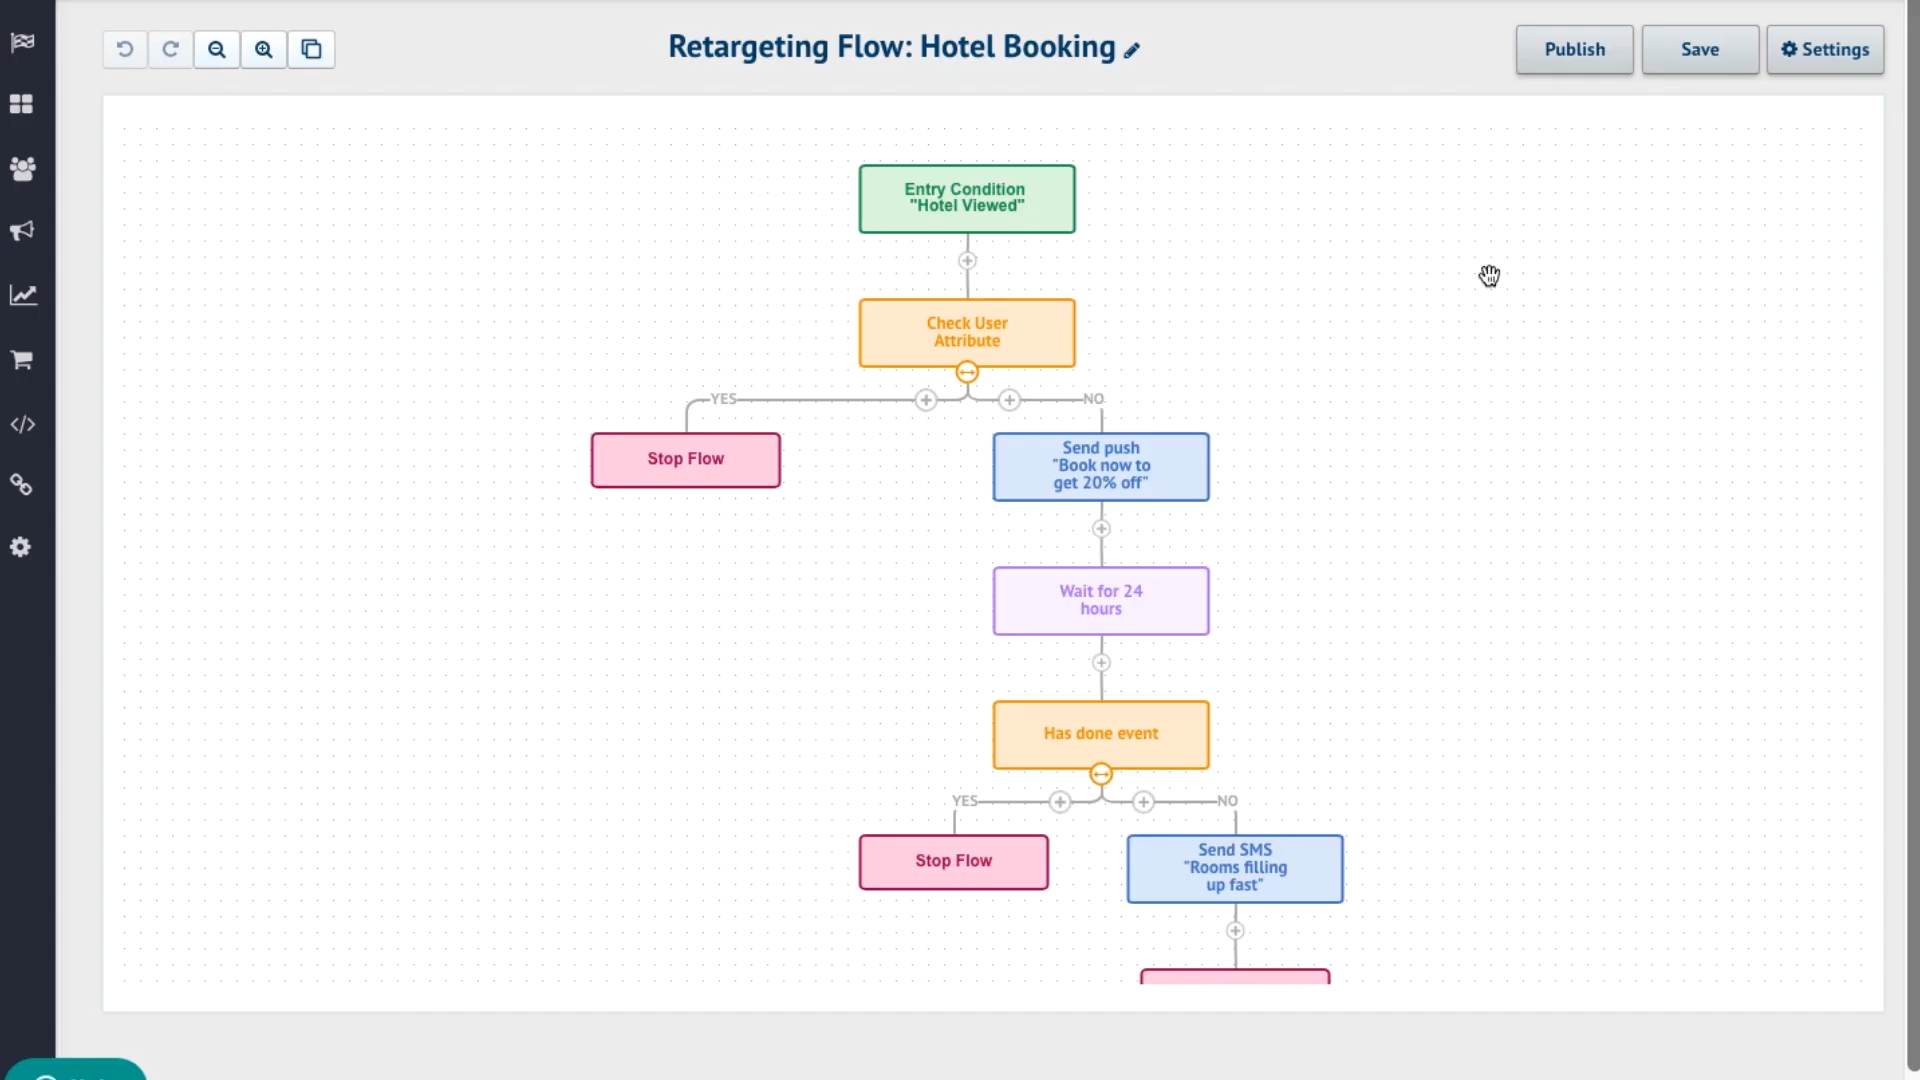 Retargeting Flow: Hotel Booking
Publish
Save
Settings
Entry Condition
"Hotel Viewed"
Check User
Attribute
YES
NO
Stop Flow
Send push
"Book now to
get 20% off"
Wait for 24
hours
Has done event
YES
NO
Stop Flow
Send SMS
"Rooms filling
up fast"